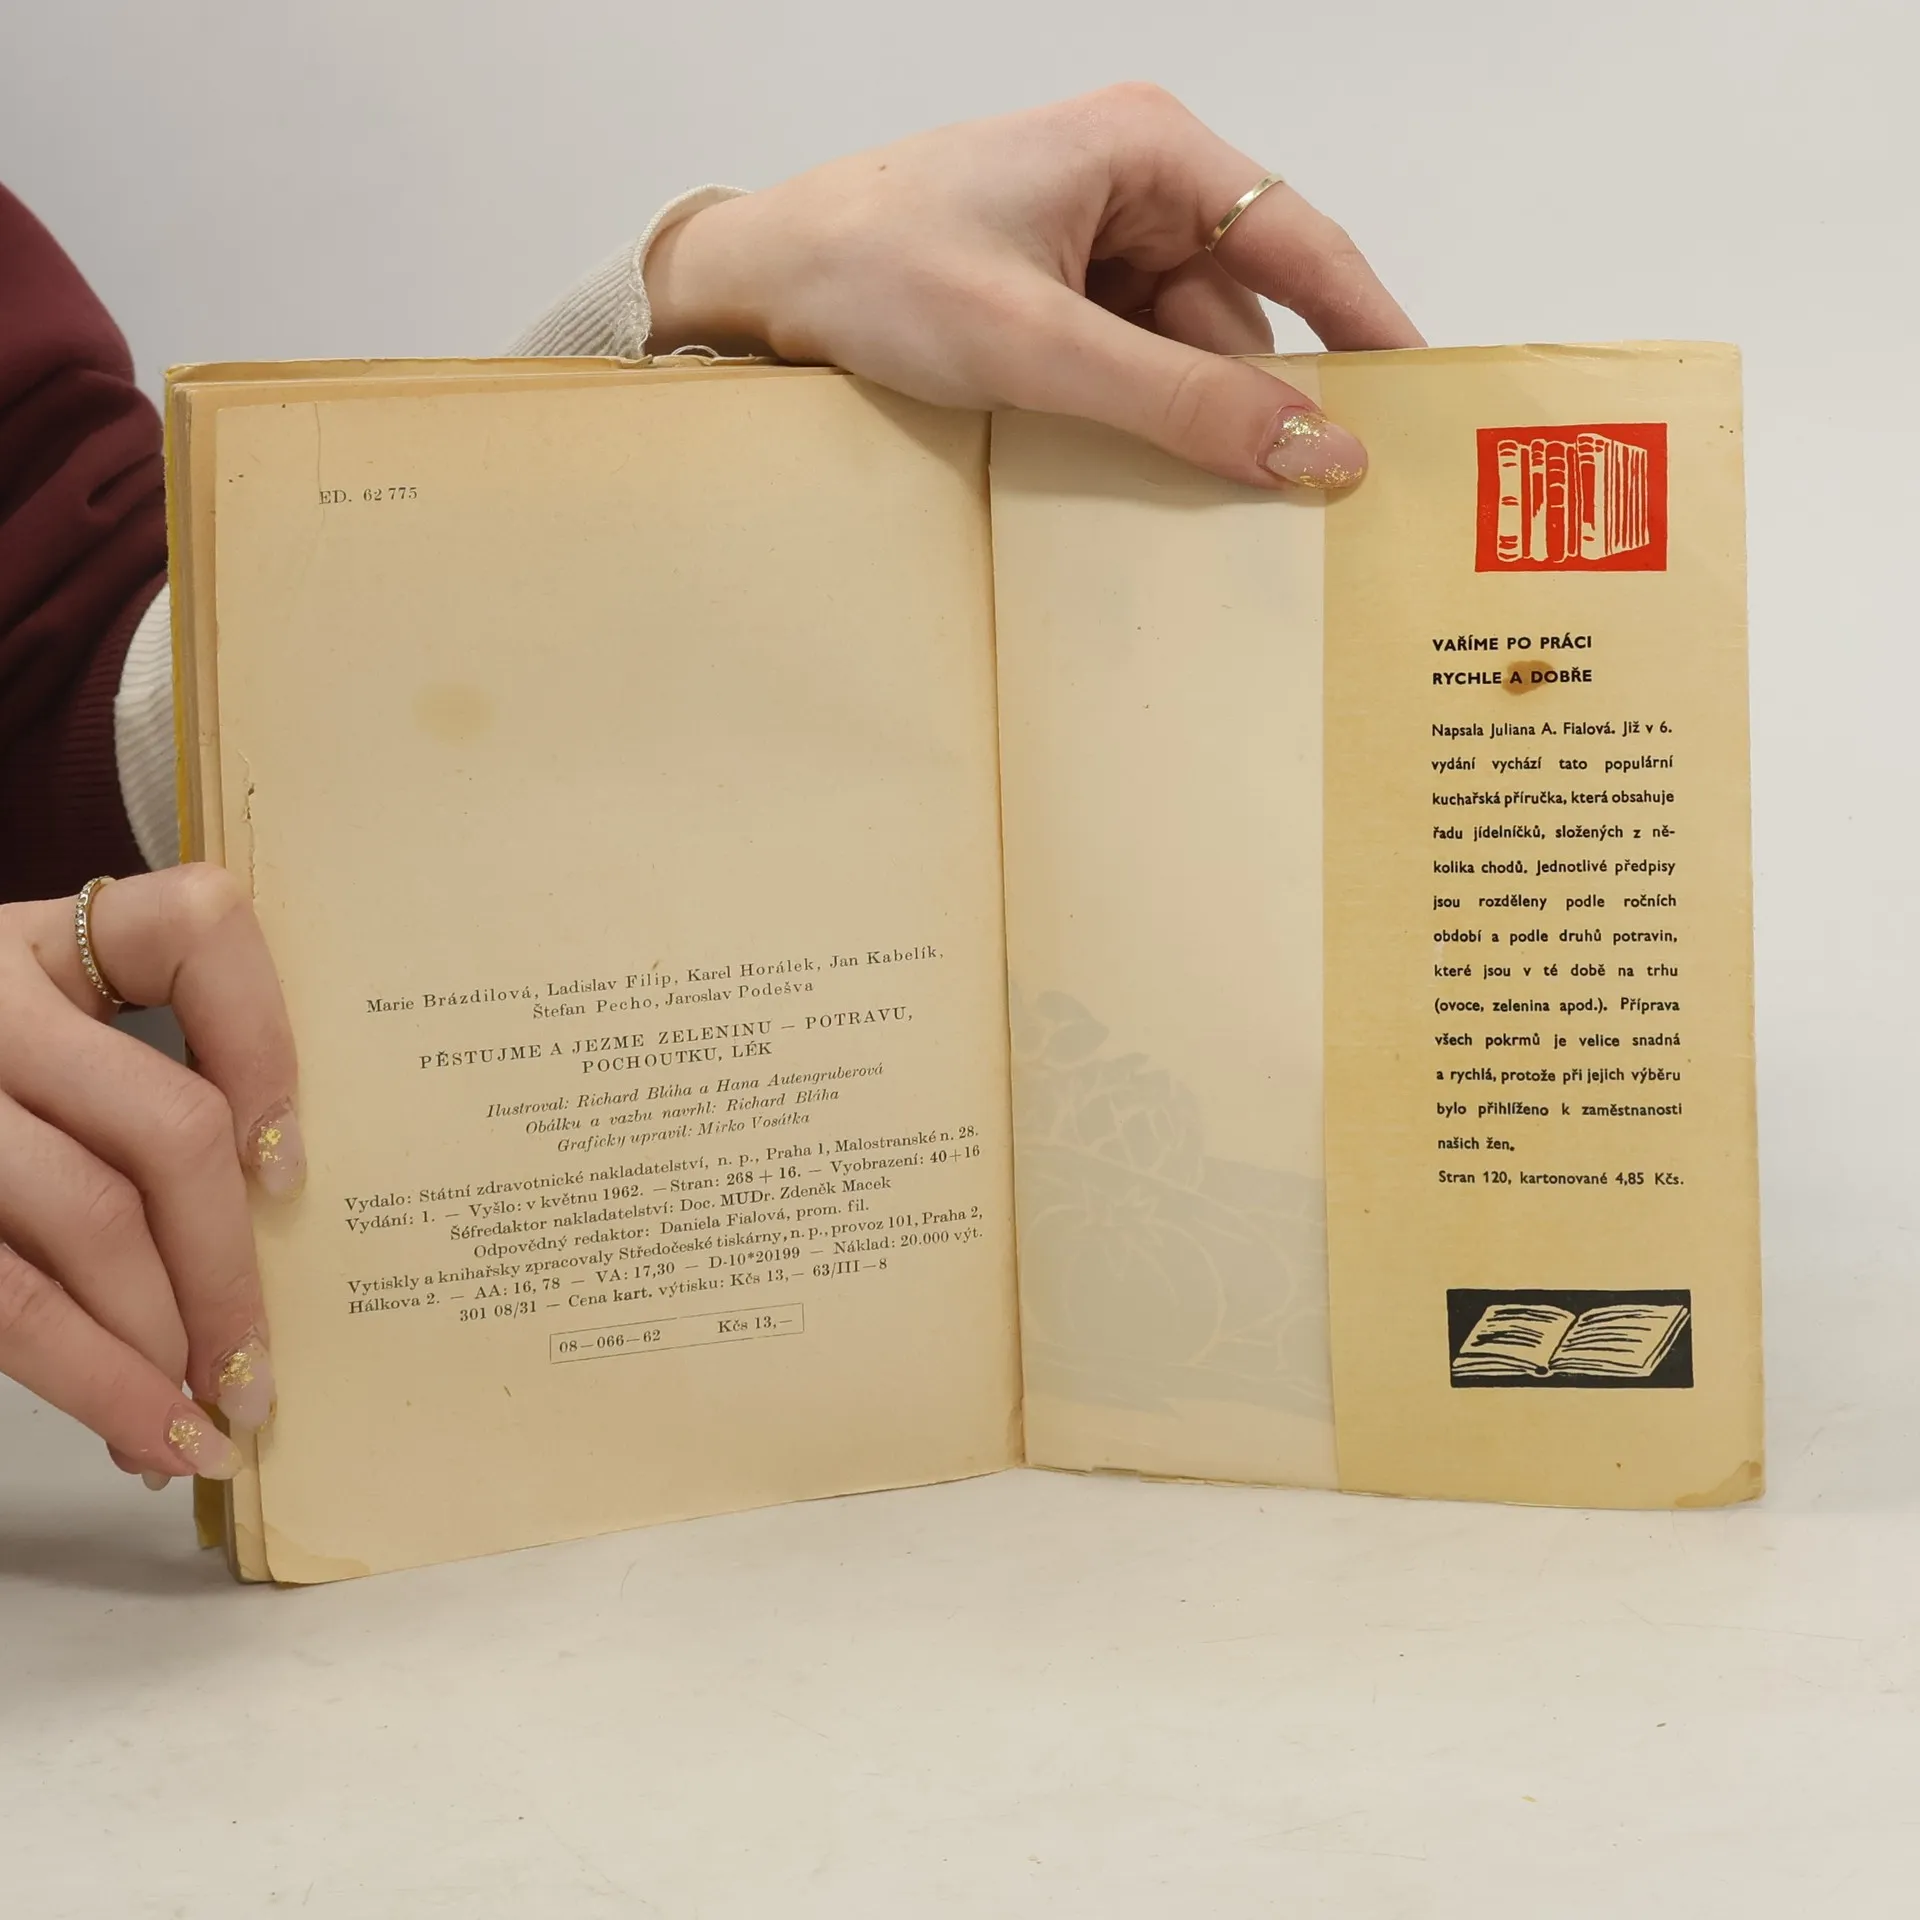 ED. 62 775
Marie Brázdilová, Ladislav Filip, Karel Horálek, Jan Kabelík,
Štefan Pecho, Jaroslav Podešva
PĚSTUJME A JEZME ZELENINU — POTRAVU,
POCHOUTKU, LÉK
Ilustroval: Richard Bláha a Hana Autengruberová
Obálku a vazbu navrhl: Richard Bláha
Graficky upravil: Mirko Vosátka
Vydalo: Státní zdravotnické nakladatelství, n. p., Praha 1, Malostranské n. 28.
Vydání: 1. — Vyšlo: v květnu 1962. — Stran: 268 + 16. — Vyobrazení: 40+16
Šéfredaktor nakladatelství: Doc. MUDr. Zdeněk Macek
Odpovědný redaktor: Daniela Fialová, prom. fil.
Vytiskly a knihařsky zpracovaly Středočeské tiskárny, n. p., provoz 101, Praha 2,
Hálkova 2. — AA: 16, 78 — VA: 17,30 — D-10*20199 — Náklad: 20.000 výt.
301 08/31 — Cena kart. výtisku: Kčs 13,— 63/III—8
08—066—62 Kčs 13,—
VAŘÍME PO PRÁCI
RYCHLE A DOBŘE
Napsala Juliana A. Fialová. Již v 6.
vydání vychází tato populární
kuchařská příručka, která obsahuje
řadu jídelníčků, složených z ně-
kolika chodů. Jednotlivé předpisy
jsou rozděleny podle ročních
období a podle druhů potravin,
které jsou v té době na trhu
(ovoce, zelenina apod.). Příprava
všech pokrmů je velice snadná
a rychlá, protože při jejich výběru
bylo přihlíženo k zaměstnanosti
našich žen.
Stran 120, kartonované 4,85 Kčs.